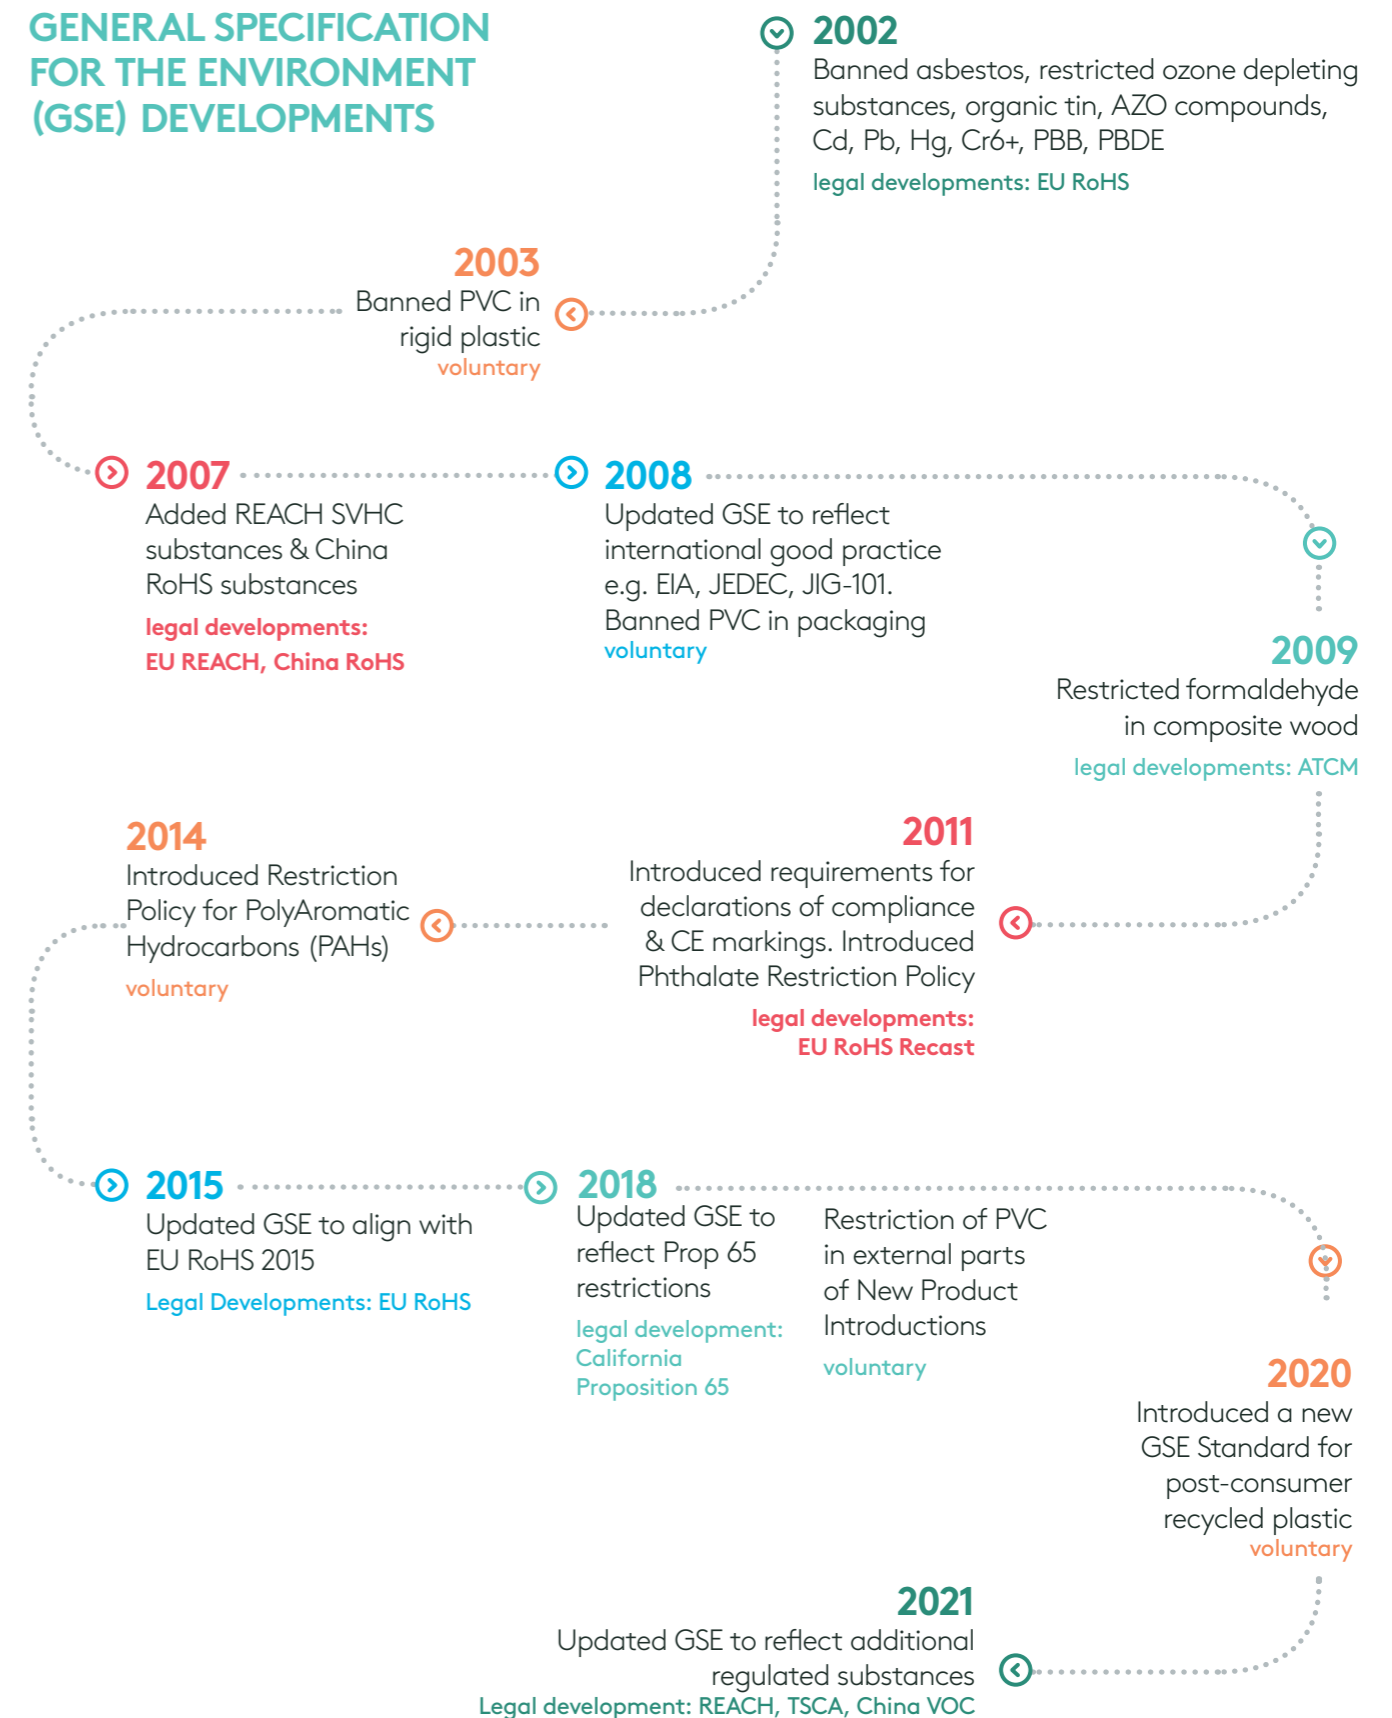 GENERAL SPECIFICATION
FOR THE ENVIRONMENT
(GSE) DEVELOPMENTS
2002
Banned asbestos, restricted ozone depleting
substances, organic tin, AZO compounds,
Cd, Pb, Hg, Cr6+, PBB, PBDE
legal developments: EU RoHS
2003
Banned PVC in
rigid plastic
voluntary
2007
Added REACH SVHC
substances & China
RoHS substances
legal developments:
EU REACH, China RoHS
2008
Updated GSE to reflect
international good practice
e.g. EIA, JEDEC, JIG-101.
Banned PVC in packaging
voluntary
2009
Restricted formaldehyde
in composite wood
legal developments: ATCM
2011
Introduced requirements for
declarations of compliance
& CE markings. Introduced
Phthalate Restriction Policy
legal developments:
EU RoHS Recast
2014
Introduced Restriction
Policy for PolyAromatic
Hydrocarbons (PAHs)
voluntary
2015
Updated GSE to align with
EU RoHS 2015
Legal Developments: EU RoHS
2018
Updated GSE to
reflect Prop 65
restrictions
legal development:
California
Proposition 65
Restriction of PVC
in external parts
of New Product
Introductions
voluntary
2020
Introduced a new
GSE Standard for
post-consumer
recycled plastic
voluntary
2021
Updated GSE to reflect additional
regulated substances
Legal development: REACH, TSCA, China VOC